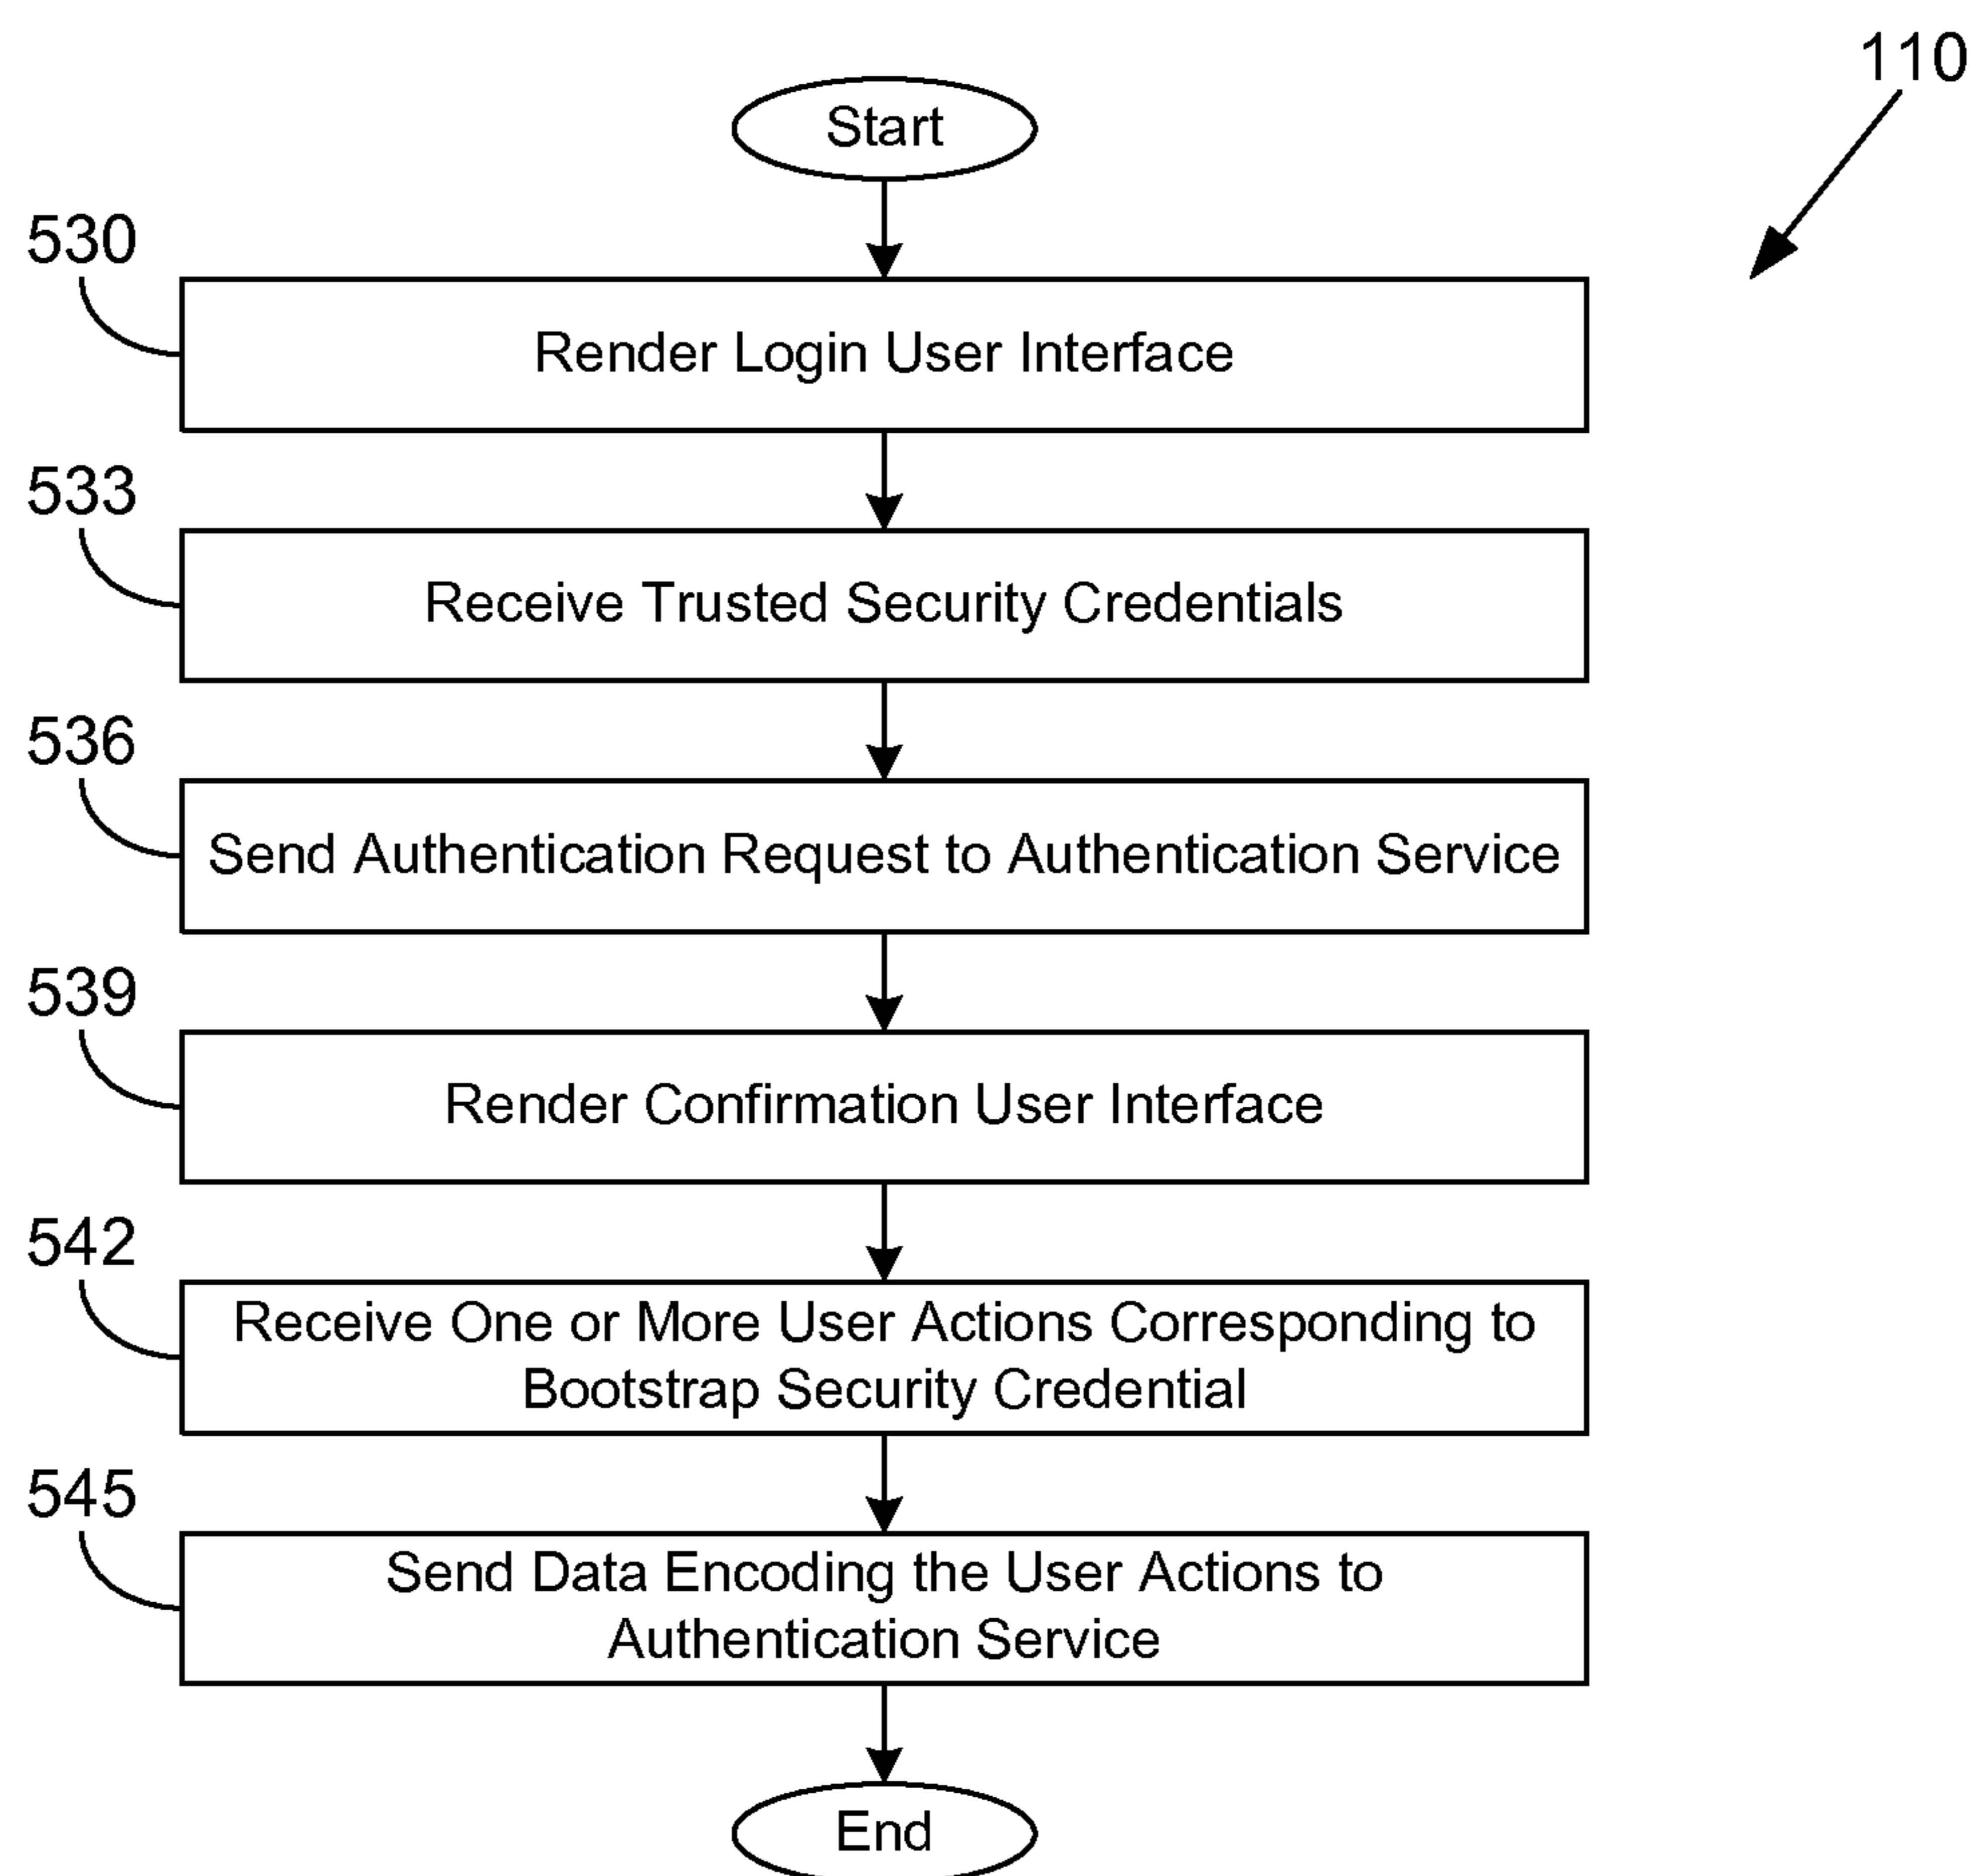 110
Start
530
Render Login User Interface
533
Receive Trusted Security Credentials
536
Send Authentication Request to Authentication Service
539
Render Confirmation User Interface
542
Receive One or More User Actions Corresponding to
Bootstrap Security Credential
545
Send Data Encoding the User Actions to
Authentication Service
End